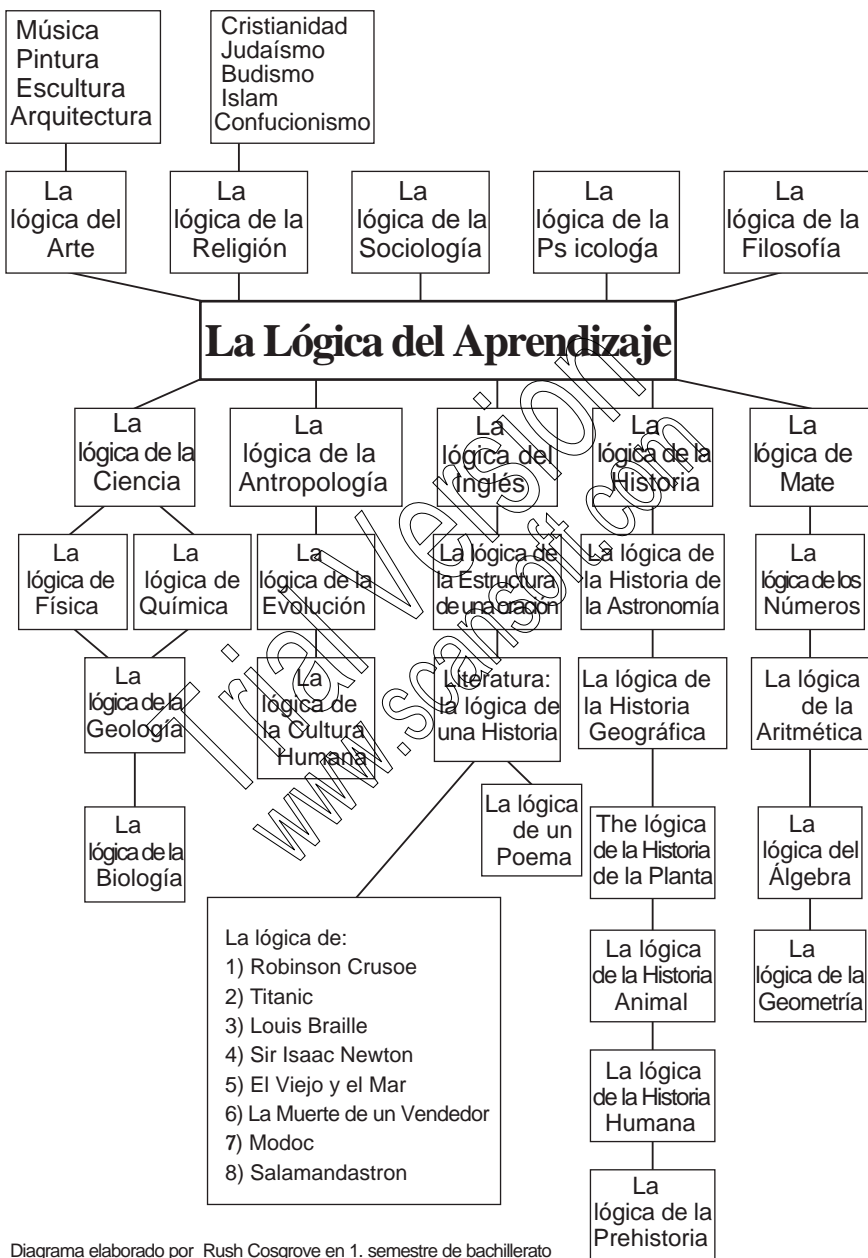 Música
Pintura
Escultura
Arquitectura
Cristianidad
Judaísmo
Budismo
Islam
Confucionismo
La
lógica del
Arte
La
lógica de la
Religión
La
lógica de la
Sociología
La
lógica de la
Ps icología
La
lógica de la
Filosofía
La Lógica del Aprendizaje
La
lógica de la
Ciencia
La
lógica de la
Antropología
La
lógica del
Inglés
La
lógica de la
Historia
La
lógica de
Mate
La
lógica de
Física
La
lógica de
Química
La
lógica de la
Evolución
La lógica de
la Estructura
de una oración
La lógica de
la Historia de
la Astronomía
La
lógica de los
Números
La
lógica de la
Geología
La
lógica de
la Cultura
Humana
Literatura:
la lógica de
una Historia
La lógica de
la Historia
Geográfica
La lógica
de la
Aritmética
La
lógica de la
Biología
La lógica
de un
Poema
The lógica
de la Historia
de la Planta
La
lógica del
Álgebra
La lógica de:
1) Robinson Crusoe
2) Titanic
3) Louis Braille
4) Sir Isaac Newton
5) El Viejo y el Mar
6) La Muerte de un Vendedor
7) Modoc
8) Salamandastron
La lógica
de la Historia
Animal
La
lógica de la
Geometría
La lógica
de la Historia
Humana
La
lógica de la
Prehistoria
Diagrama elaborado por Rush Cosgrove en 1. semestre de bachillerato
Trial Version
www.scansoft.com